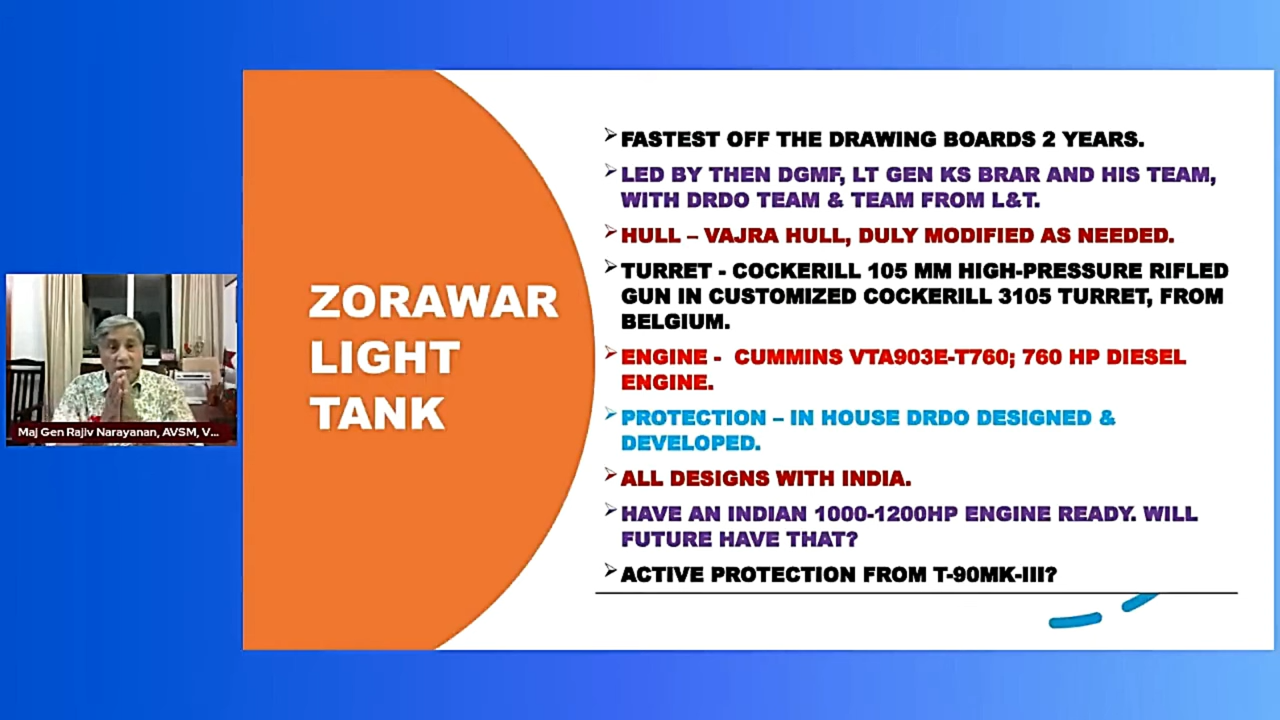 ZORAWAR
LIGHT
TANK
➢FASTEST OFF THE DRAWING BOARDS 2 YEARS.
➢LED BY THEN DGMF, LT GEN KS BRAR AND HIS TEAM,
WITH DRDO TEAM & TEAM FROM L&T.
➢HULL – VAJRA HULL, DULY MODIFIED AS NEEDED.
➢TURRET - COCKERILL 105 MM HIGH-PRESSURE RIFLED
GUN IN CUSTOMIZED COCKERILL 3105 TURRET, FROM
BELGIUM.
➢ENGINE - CUMMINS VTA903E-T760; 760 HP DIESEL
ENGINE.
➢PROTECTION – IN HOUSE DRDO DESIGNED &
DEVELOPED.
➢ALL DESIGNS WITH INDIA.
➢HAVE AN INDIAN 1000-1200HP ENGINE READY. WILL
FUTURE HAVE THAT?
➢ACTIVE PROTECTION FROM T-90MK-III?
Maj Gen Rajiv Narayanan, AVSM, V...